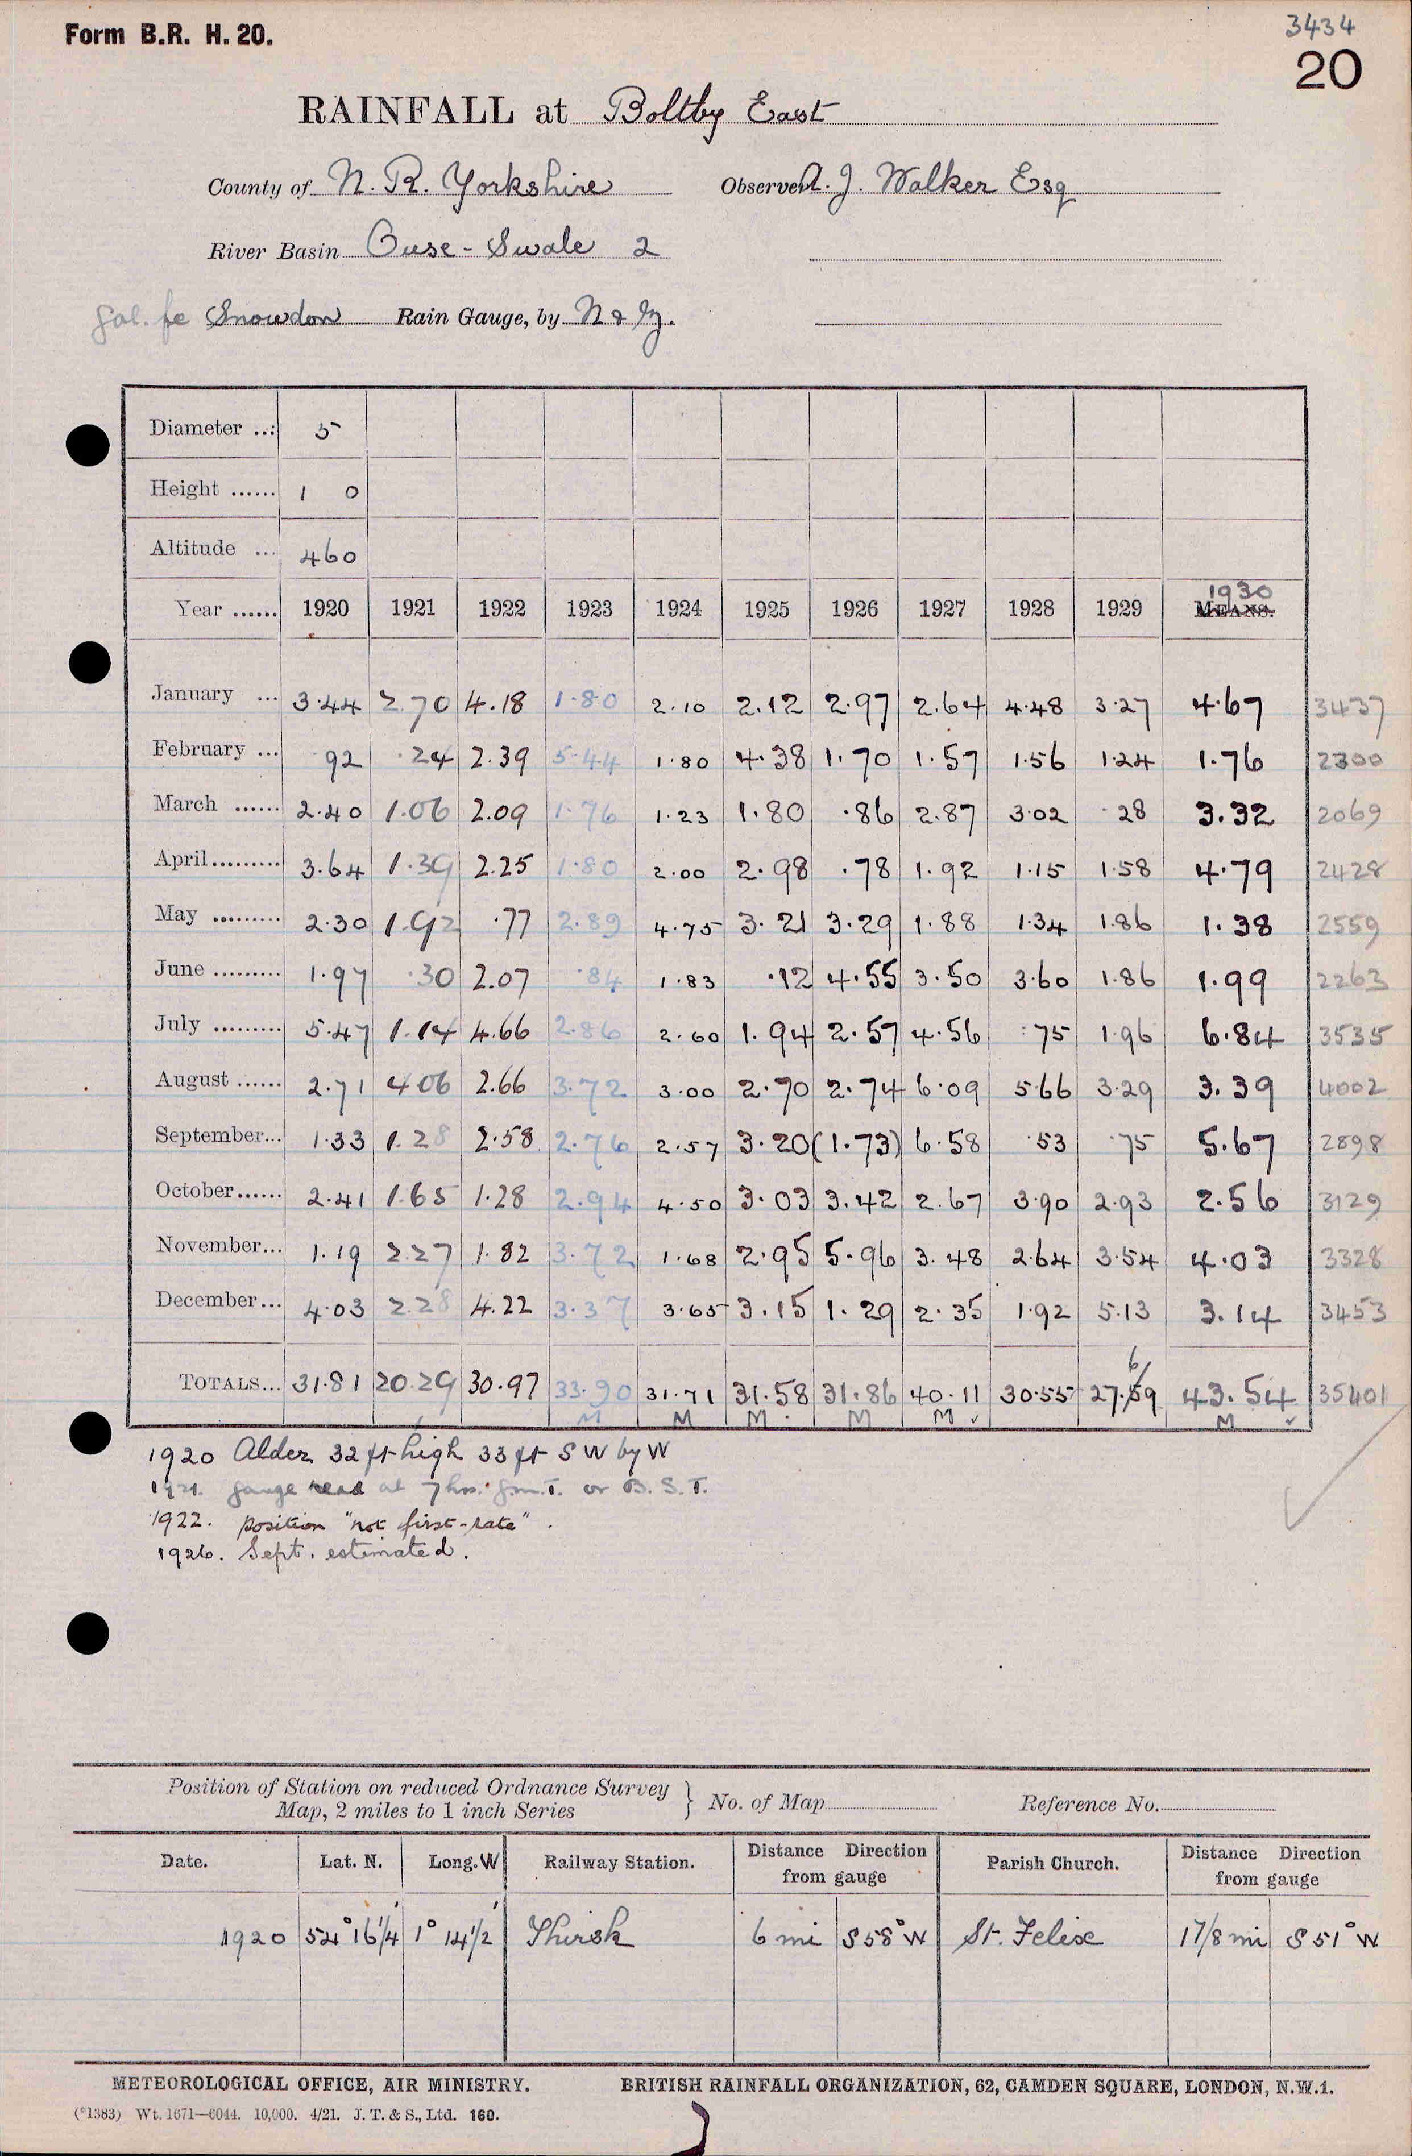 Form B.R. H. 20.
3434
20
RAINFALL at Boltby East
County of N. R. Yorkshire Observer A. J. Walker Esq
River Basin Ouse - Swale 2
Gal. fe Snowdon Rain Gauge, by N & Z.
Diameter ... 5
Height ...... 1 0
Altitude ... 460
Year ...... 1920 1921 1922 1923 1924 1925 1926 1927 1928 1929 1930 MEANS.
January ... 3.44 2.70 4.18 1.80 2.10 2.12 2.97 2.64 4.48 3.27 4.67 3437
February ... .92 .24 2.39 5.44 1.80 4.38 1.70 1.57 1.56 1.24 1.76 2300
March ...... 2.40 1.06 2.09 1.76 1.23 1.80 .86 2.87 3.02 .28 3.32 2069
April......... 3.64 1.39 2.25 1.80 2.00 2.98 .78 1.92 1.15 1.58 4.79 2428
May ......... 2.30 1.92 .77 2.89 4.75 3.21 3.29 1.88 1.34 1.86 1.38 2559
June ......... 1.97 .30 2.07 .84 1.83 .12 4.55 3.50 3.60 1.86 1.99 2263
July ......... 5.47 1.14 4.66 2.86 2.60 1.94 2.57 4.56 .75 1.96 6.84 3535
August ...... 2.71 4.06 2.66 3.72 3.00 2.70 2.74 6.09 5.66 3.29 3.39 4002
September... 1.33 1.28 2.58 2.76 2.57 3.20 (1.73) 6.58 .53 .75 5.67 2898
October...... 2.41 1.65 1.28 2.94 4.50 3.03 3.42 2.67 3.90 2.93 2.56 3129
November... 1.19 2.27 1.82 3.72 1.68 2.95 5.96 3.48 2.64 3.54 4.03 3328
December... 4.03 2.28 4.22 3.37 3.65 3.15 1.29 2.35 1.92 5.13 3.14 3453
6
TOTALS... 31.81 20.29 30.97 33.90 31.71 31.58 31.86 40.11 30.55 27.59 43.54 35401
M M M M M ✓ M ✓
1920 Alder 32 ft high 33 ft S W by W
1921. gauge read at 7 hrs. G.m.T. or B. S. T.
1922. position "not first-rate".
1926. Sept. estimated.
Position of Station on reduced Ordnance Survey
Map, 2 miles to 1 inch Series } No. of Map Reference No.
Date. Lat. N. Long. W Railway Station. Distance Direction from gauge Parish Church. Distance Direction from gauge
1920 54° 16 1/4' 1° 14 1/2' Thirsk 6 mi S 58° W St. Felix 1 7/8 mi S 51° W
METEOROLOGICAL OFFICE, AIR MINISTRY. BRITISH RAINFALL ORGANIZATION, 62, CAMDEN SQUARE, LONDON, N.W.1.
(*1383) Wt. 1671—6044. 10,000. 4/21. J. T. & S., Ltd. 160.